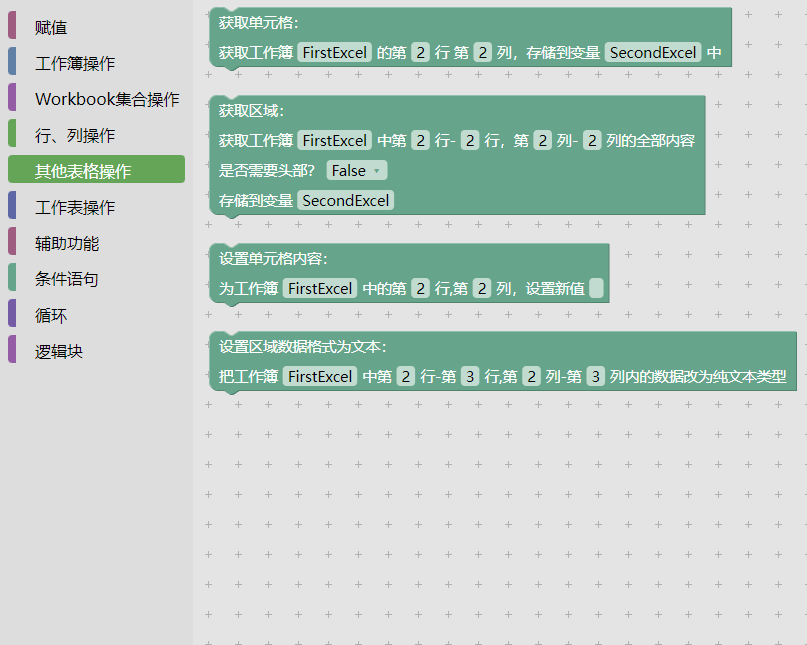 赋值
工作簿操作
Workbook集合操作
行、列操作
其他表格操作
工作表操作
辅助功能
条件语句
循环
逻辑块
获取单元格：
获取工作簿 FirstExcel 的第 2 行 第 2 列，存储到变量 SecondExcel 中
获取区域：
获取工作簿 FirstExcel 中第 2 行- 2 行，第 2 列- 2 列的全部内容
是否需要头部？ False
存储到变量 SecondExcel
设置单元格内容：
为工作簿 FirstExcel 中的第 2 行,第 2 列，设置新值
设置区域数据格式为文本：
把工作簿 FirstExcel 中第 2 行-第 3 行,第 2 列-第 3 列内的数据改为纯文本类型